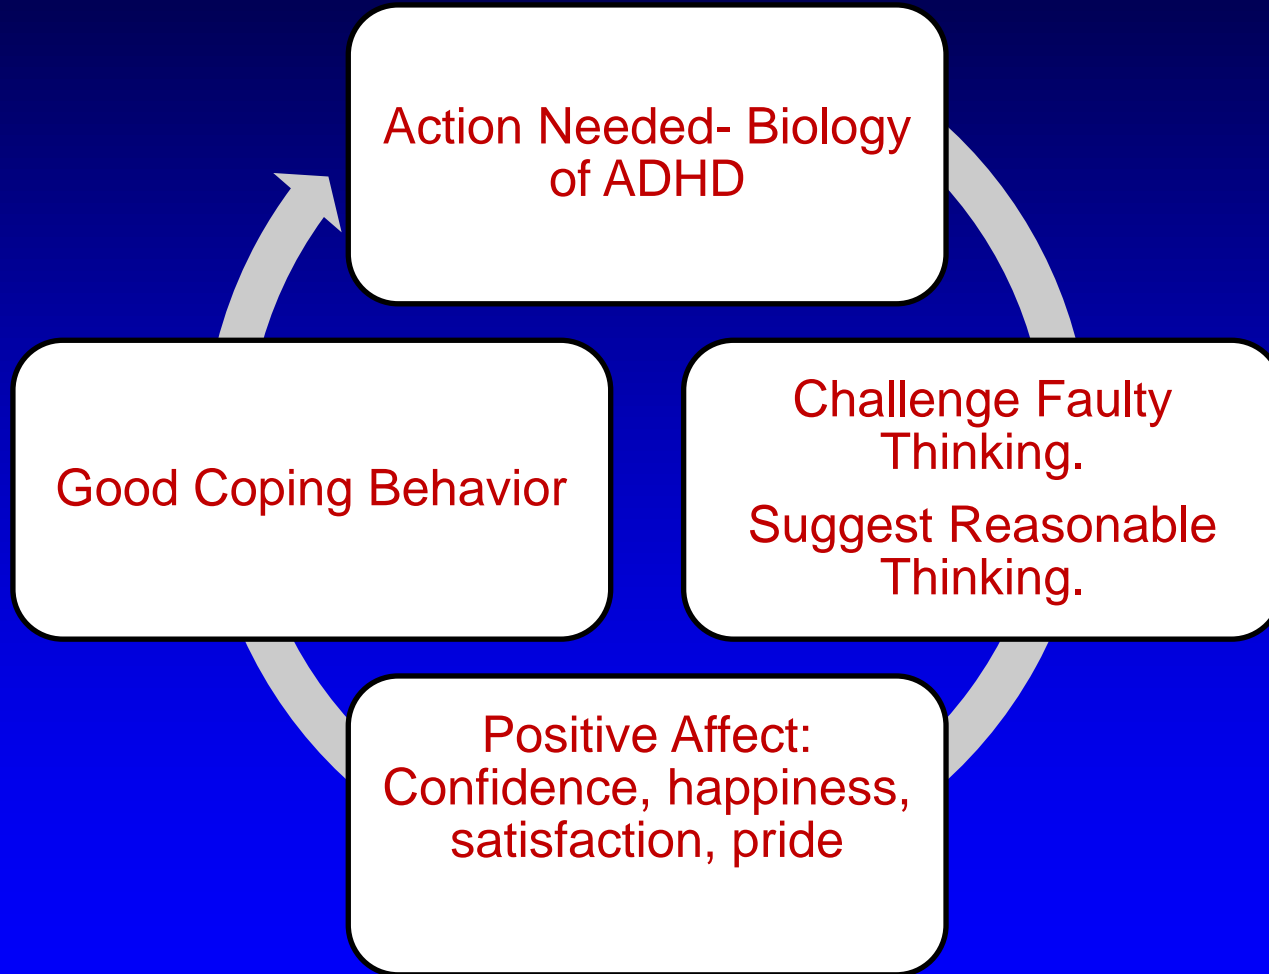 Action Needed- Biology
of ADHD
Challenge Faulty
Thinking.
Suggest Reasonable
Thinking.
Good Coping Behavior
Positive Affect:
Confidence, happiness,
satisfaction, pride